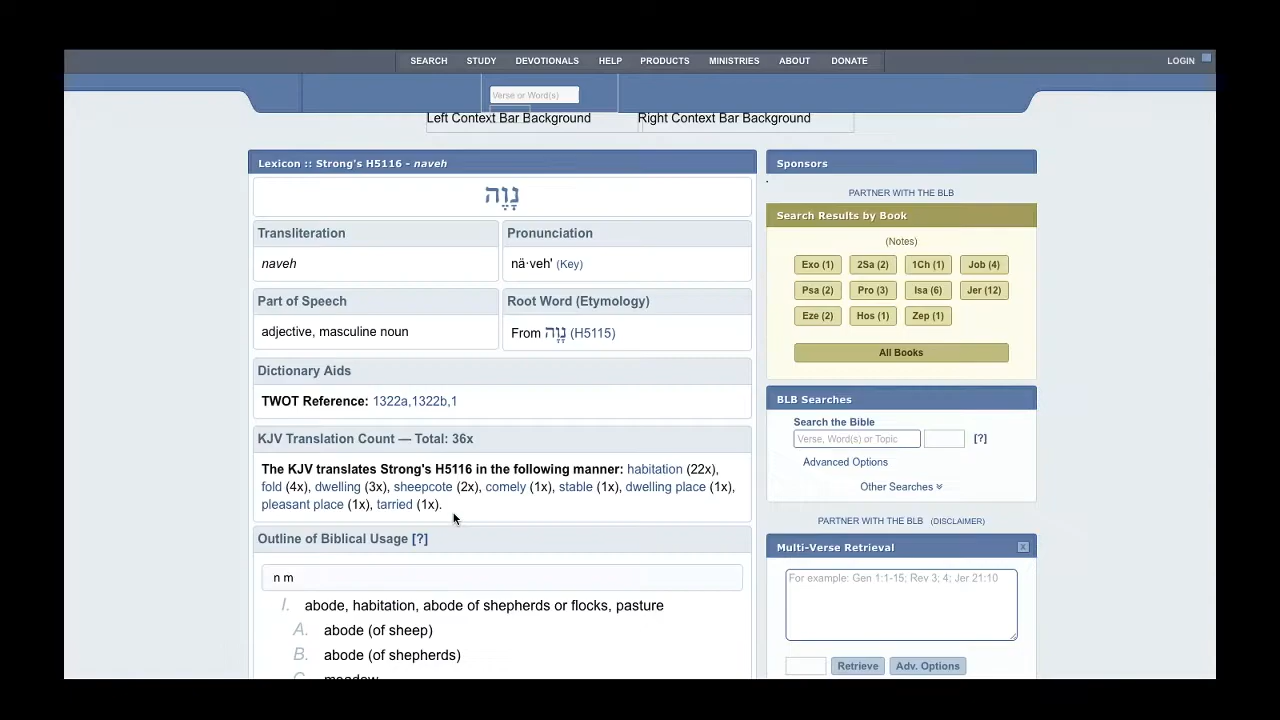 SEARCH STUDY DEVOTIONALS HELP PRODUCTS MINISTRIES ABOUT DONATE LOGIN
Verse or Word(s)
Left Context Bar Background Right Context Bar Background
Lexicon :: Strong's H5116 - naveh
נָוֶה
Transliteration
naveh
Pronunciation
nä·veh' (Key)
Part of Speech
adjective, masculine noun
Root Word (Etymology)
From נָוָה (H5115)
Dictionary Aids
TWOT Reference: 1322a,1322b,1
KJV Translation Count — Total: 36x
The KJV translates Strong's H5116 in the following manner: habitation (22x),
fold (4x), dwelling (3x), sheepcote (2x), comely (1x), stable (1x), dwelling place (1x),
pleasant place (1x), tarried (1x).
Outline of Biblical Usage [?]
n m
I. abode, habitation, abode of shepherds or flocks, pasture
A. abode (of sheep)
B. abode (of shepherds)
C. meadow
Sponsors
.
PARTNER WITH THE BLB
Search Results by Book
(Notes)
Exo (1) 2Sa (2) 1Ch (1) Job (4)
Psa (2) Pro (3) Isa (6) Jer (12)
Eze (2) Hos (1) Zep (1)
All Books
BLB Searches
Search the Bible
Verse, Word(s) or Topic [?]
Advanced Options
Other Searches
PARTNER WITH THE BLB (DISCLAIMER)
Multi-Verse Retrieval x
For example: Gen 1:1-15; Rev 3; 4; Jer 21:10
Retrieve Adv. Options